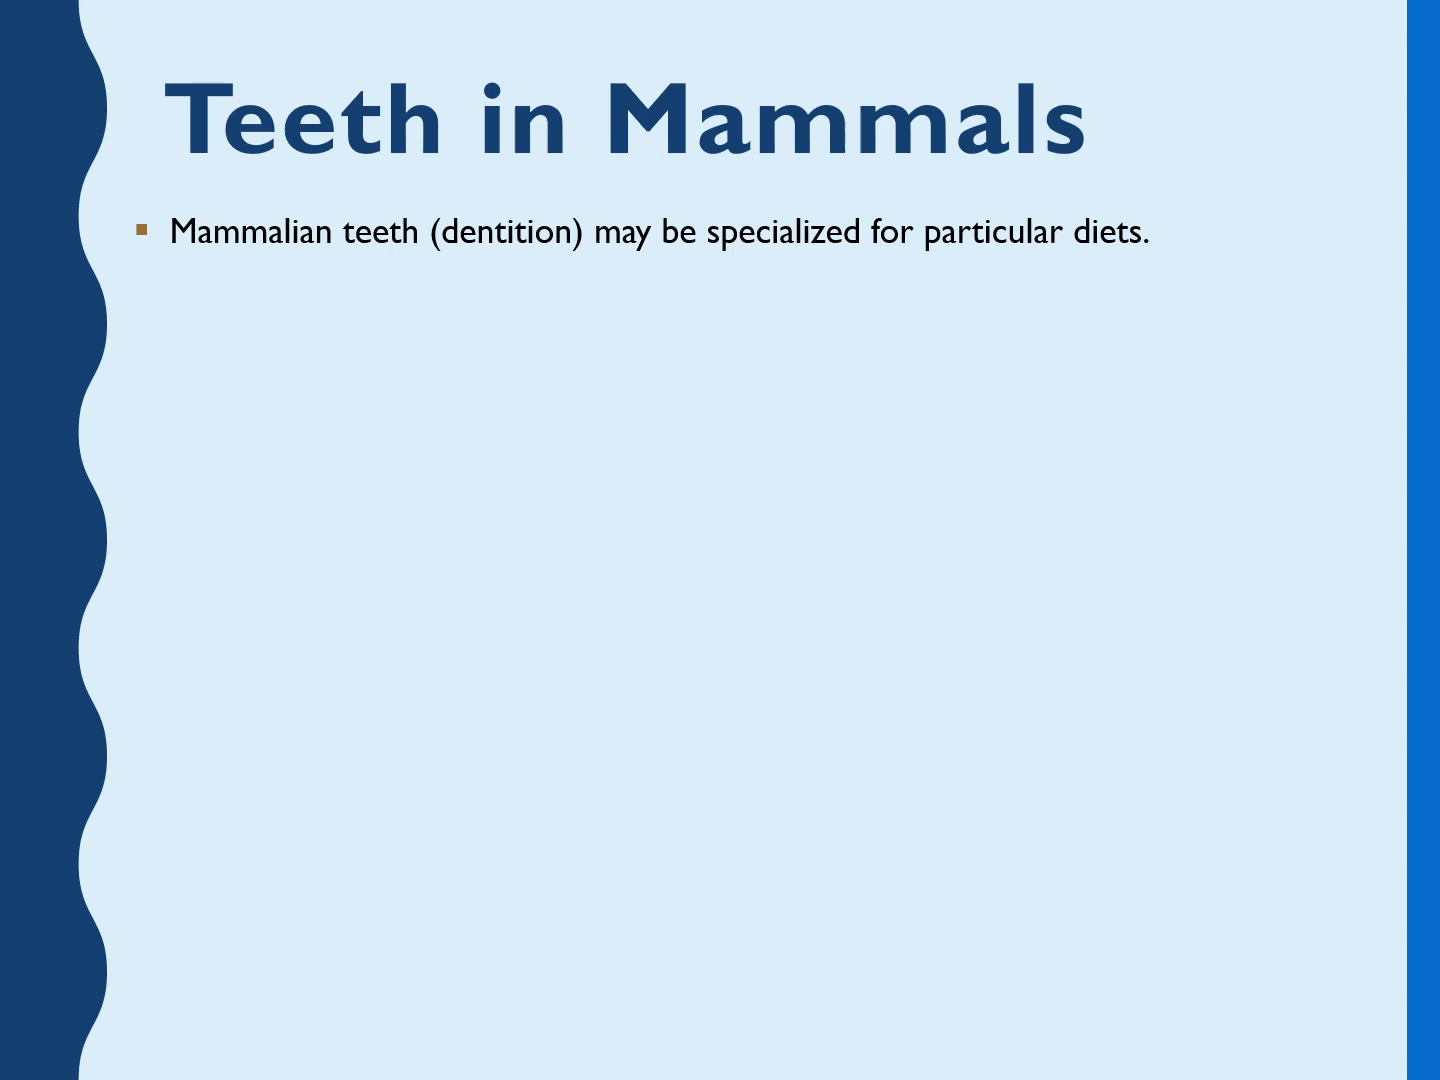 Teeth in Mammals
▪ Mammalian teeth (dentition) may be specialized for particular diets.